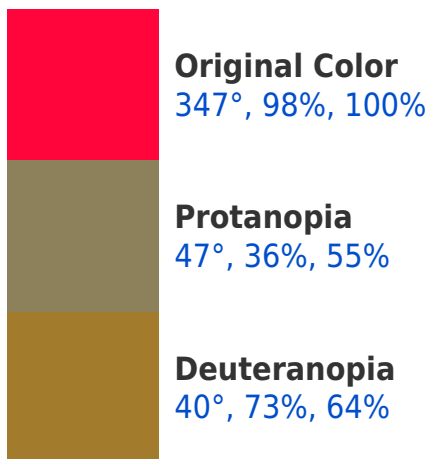 Original Color
347°, 98%, 100%
Protanopia
47°, 36%, 55%
Deuteranopia
40°, 73%, 64%